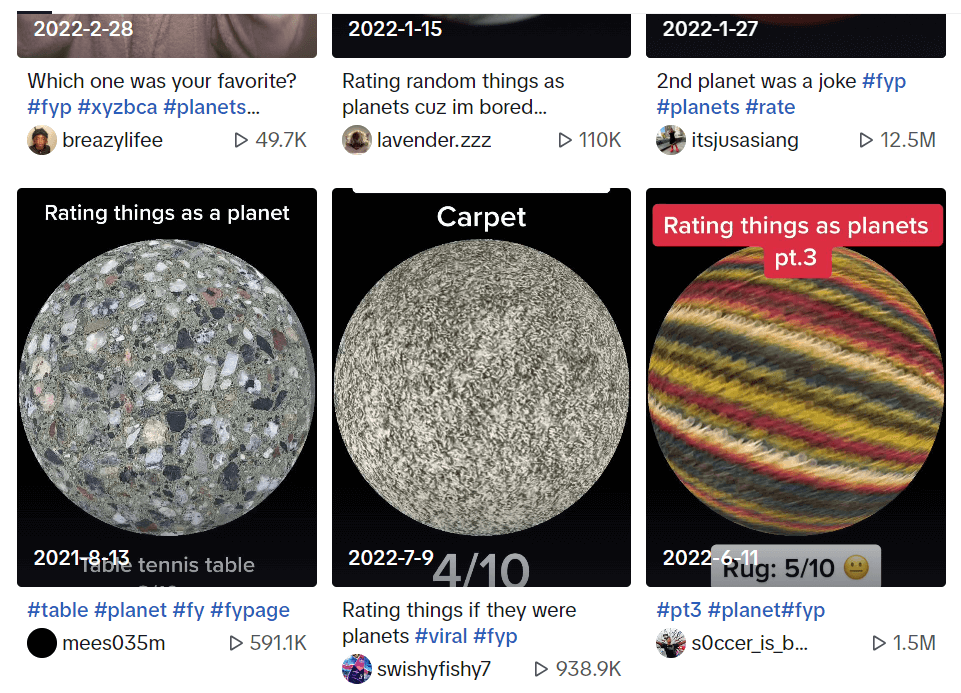 2022-2-28
2022-1-15
2022-1-27
Which one was your favorite?
#fyp #xyzbca #planets...
breazylifee
49.7K
Rating random things as
planets cuz im bored...
lavender.zzz
110K
2nd planet was a joke #fyp
#planets #rate
itsjusasiang
12.5M
Rating things as a planet
2021-8-13
Table tennis table
#table #planet #fy #fypage
mees035m
591.1K
Carpet
2022-7-9
4/10
Rating things if they were
planets #viral #fyp
swishyfishy7
938.9K
Rating things as planets
pt.3
2022-6-11
Rug: 5/10 😐
#pt3 #planet#fyp
s0ccer_is_b...
1.5M